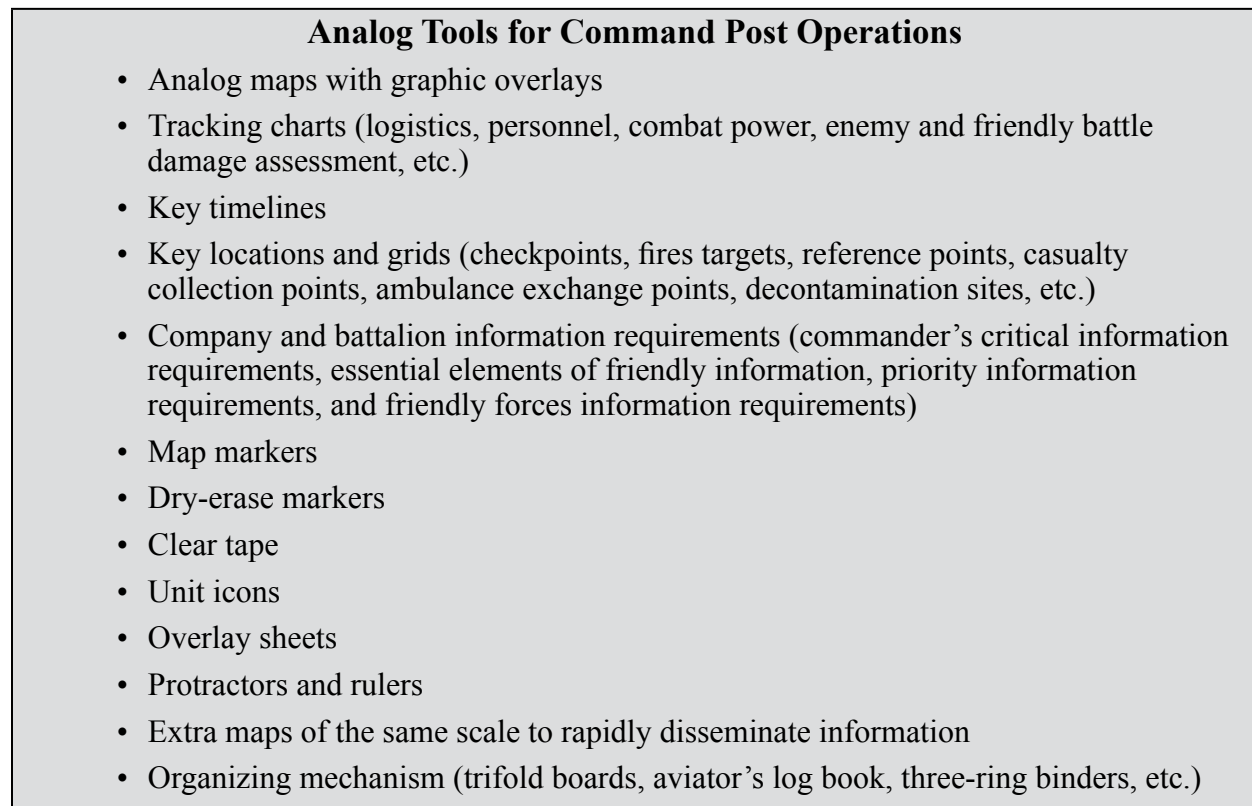 Analog Tools for Command Post Operations
• Analog maps with graphic overlays
• Tracking charts (logistics, personnel, combat power, enemy and friendly battle
damage assessment, etc.)
• Key timelines
• Key locations and grids (checkpoints, fires targets, reference points, casualty
collection points, ambulance exchange points, decontamination sites, etc.)
• Company and battalion information requirements (commander’s critical information
requirements, essential elements of friendly information, priority information
requirements, and friendly forces information requirements)
• Map markers
• Dry-erase markers
• Clear tape
• Unit icons
• Overlay sheets
• Protractors and rulers
• Extra maps of the same scale to rapidly disseminate information
• Organizing mechanism (trifold boards, aviator’s log book, three-ring binders, etc.)